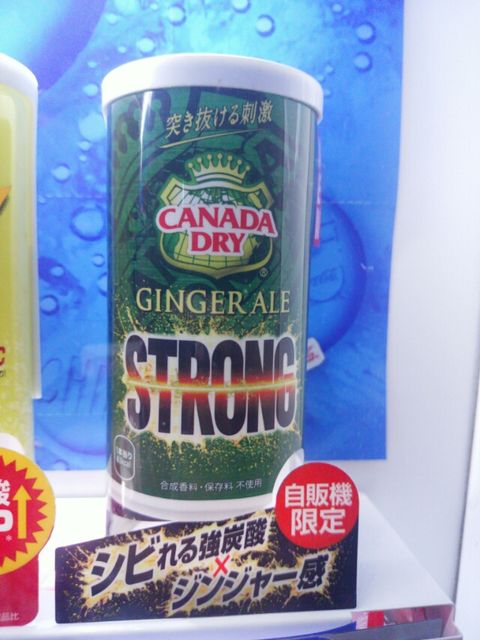 突き抜ける刺激
CANADA
DRY
®
GINGER ALE
STRONG
合成香料・保存料 不使用
自販機
限定
シビれる強炭酸
×
ジンジャー感